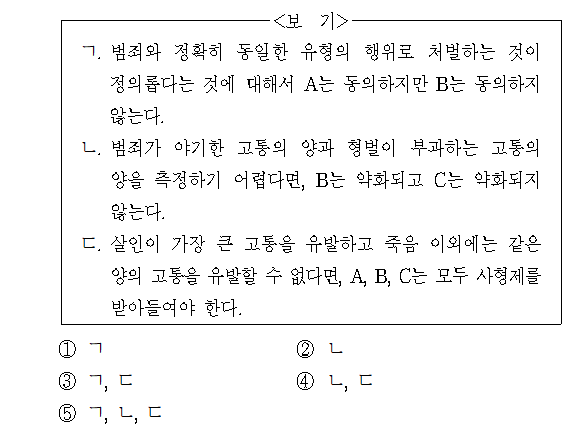 <보 기>
ㄱ. 범죄와 정확히 동일한 유형의 행위로 처벌하는 것이
정의롭다는 것에 대해서 A는 동의하지만 B는 동의하지
않는다.
ㄴ. 범죄가 야기한 고통의 양과 형벌이 부과하는 고통의
양을 측정하기 어렵다면, B는 약화되고 C는 약화되지
않는다.
ㄷ. 살인이 가장 큰 고통을 유발하고 죽음 이외에는 같은
양의 고통을 유발할 수 없다면, A, B, C는 모두 사형제를
받아들여야 한다.
① ㄱ ② ㄴ
③ ㄱ, ㄷ ④ ㄴ, ㄷ
⑤ ㄱ, ㄴ, ㄷ